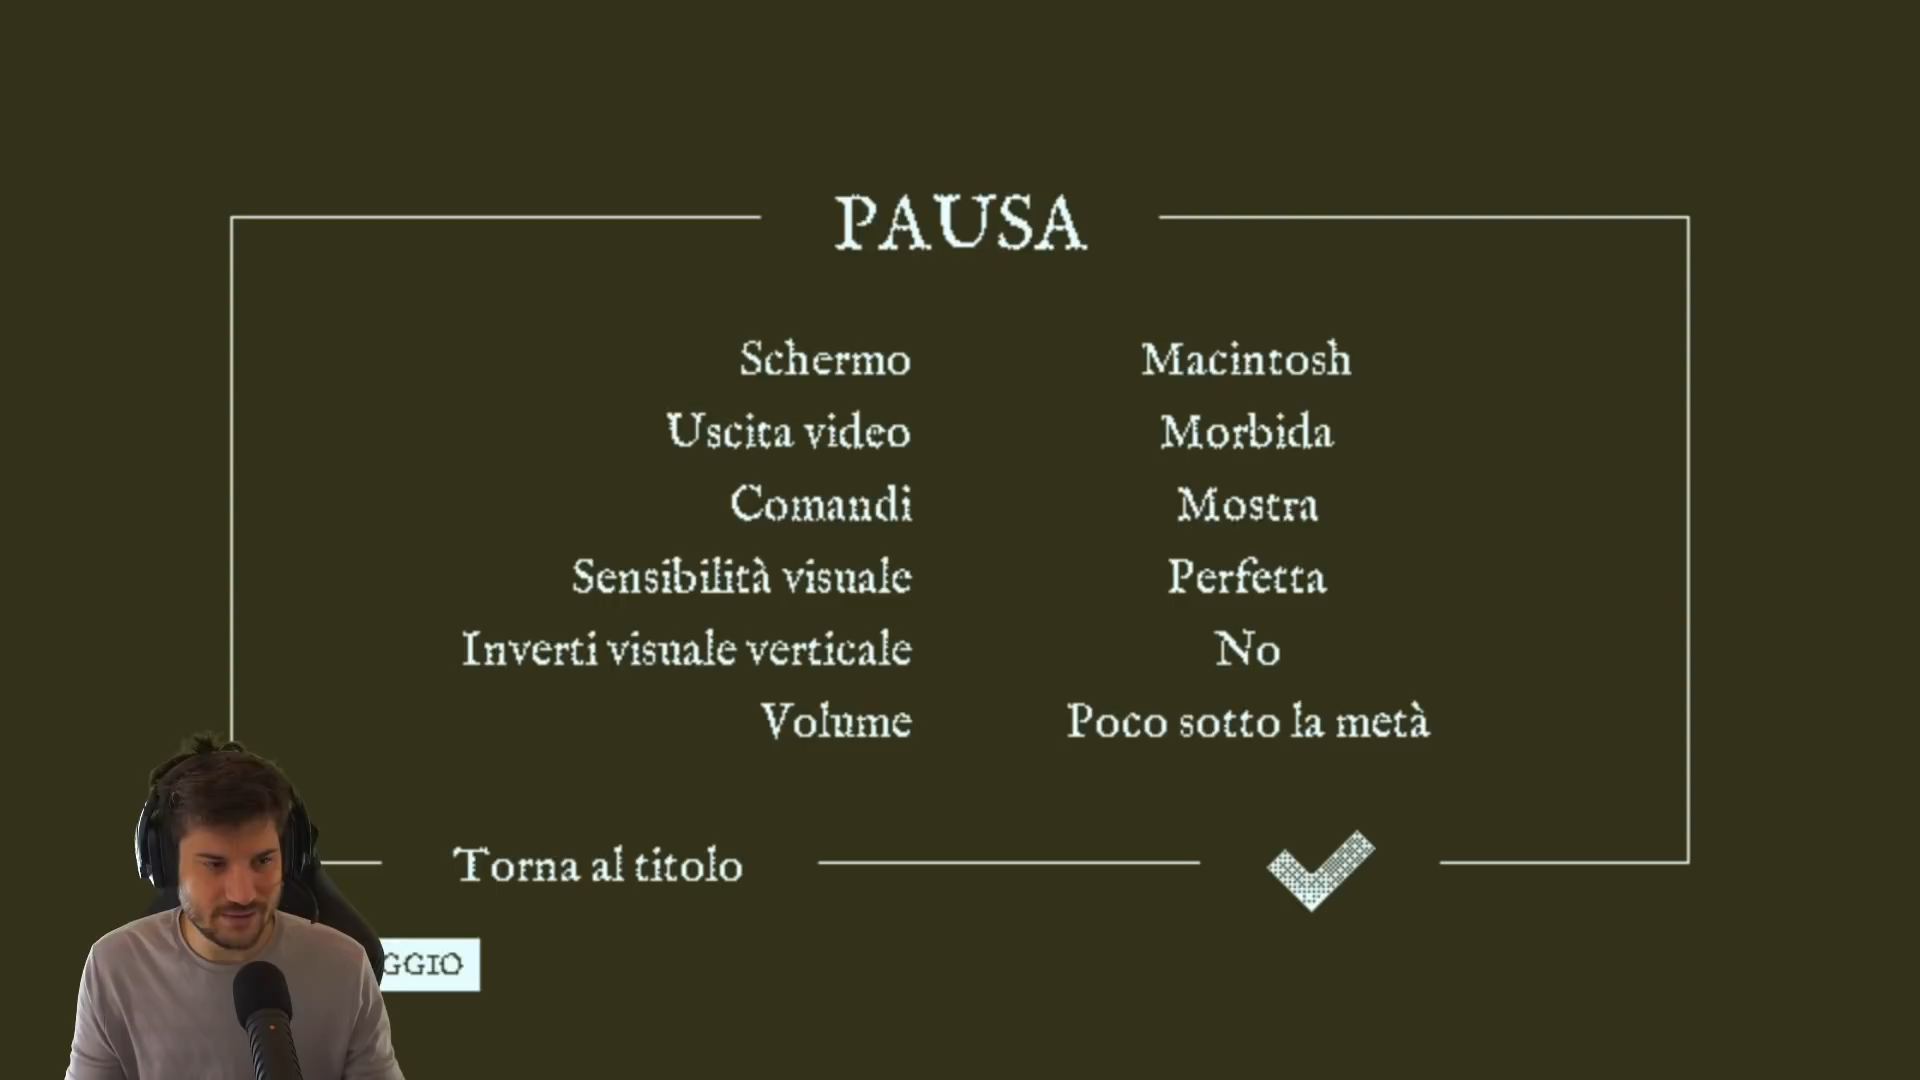 PAUSA
Schermo Macintosh
Uscita video Morbida
Comandi Mostra
Sensibilità visuale Perfetta
Inverti visuale verticale No
Volume Poco sotto la metà
Torna al titolo